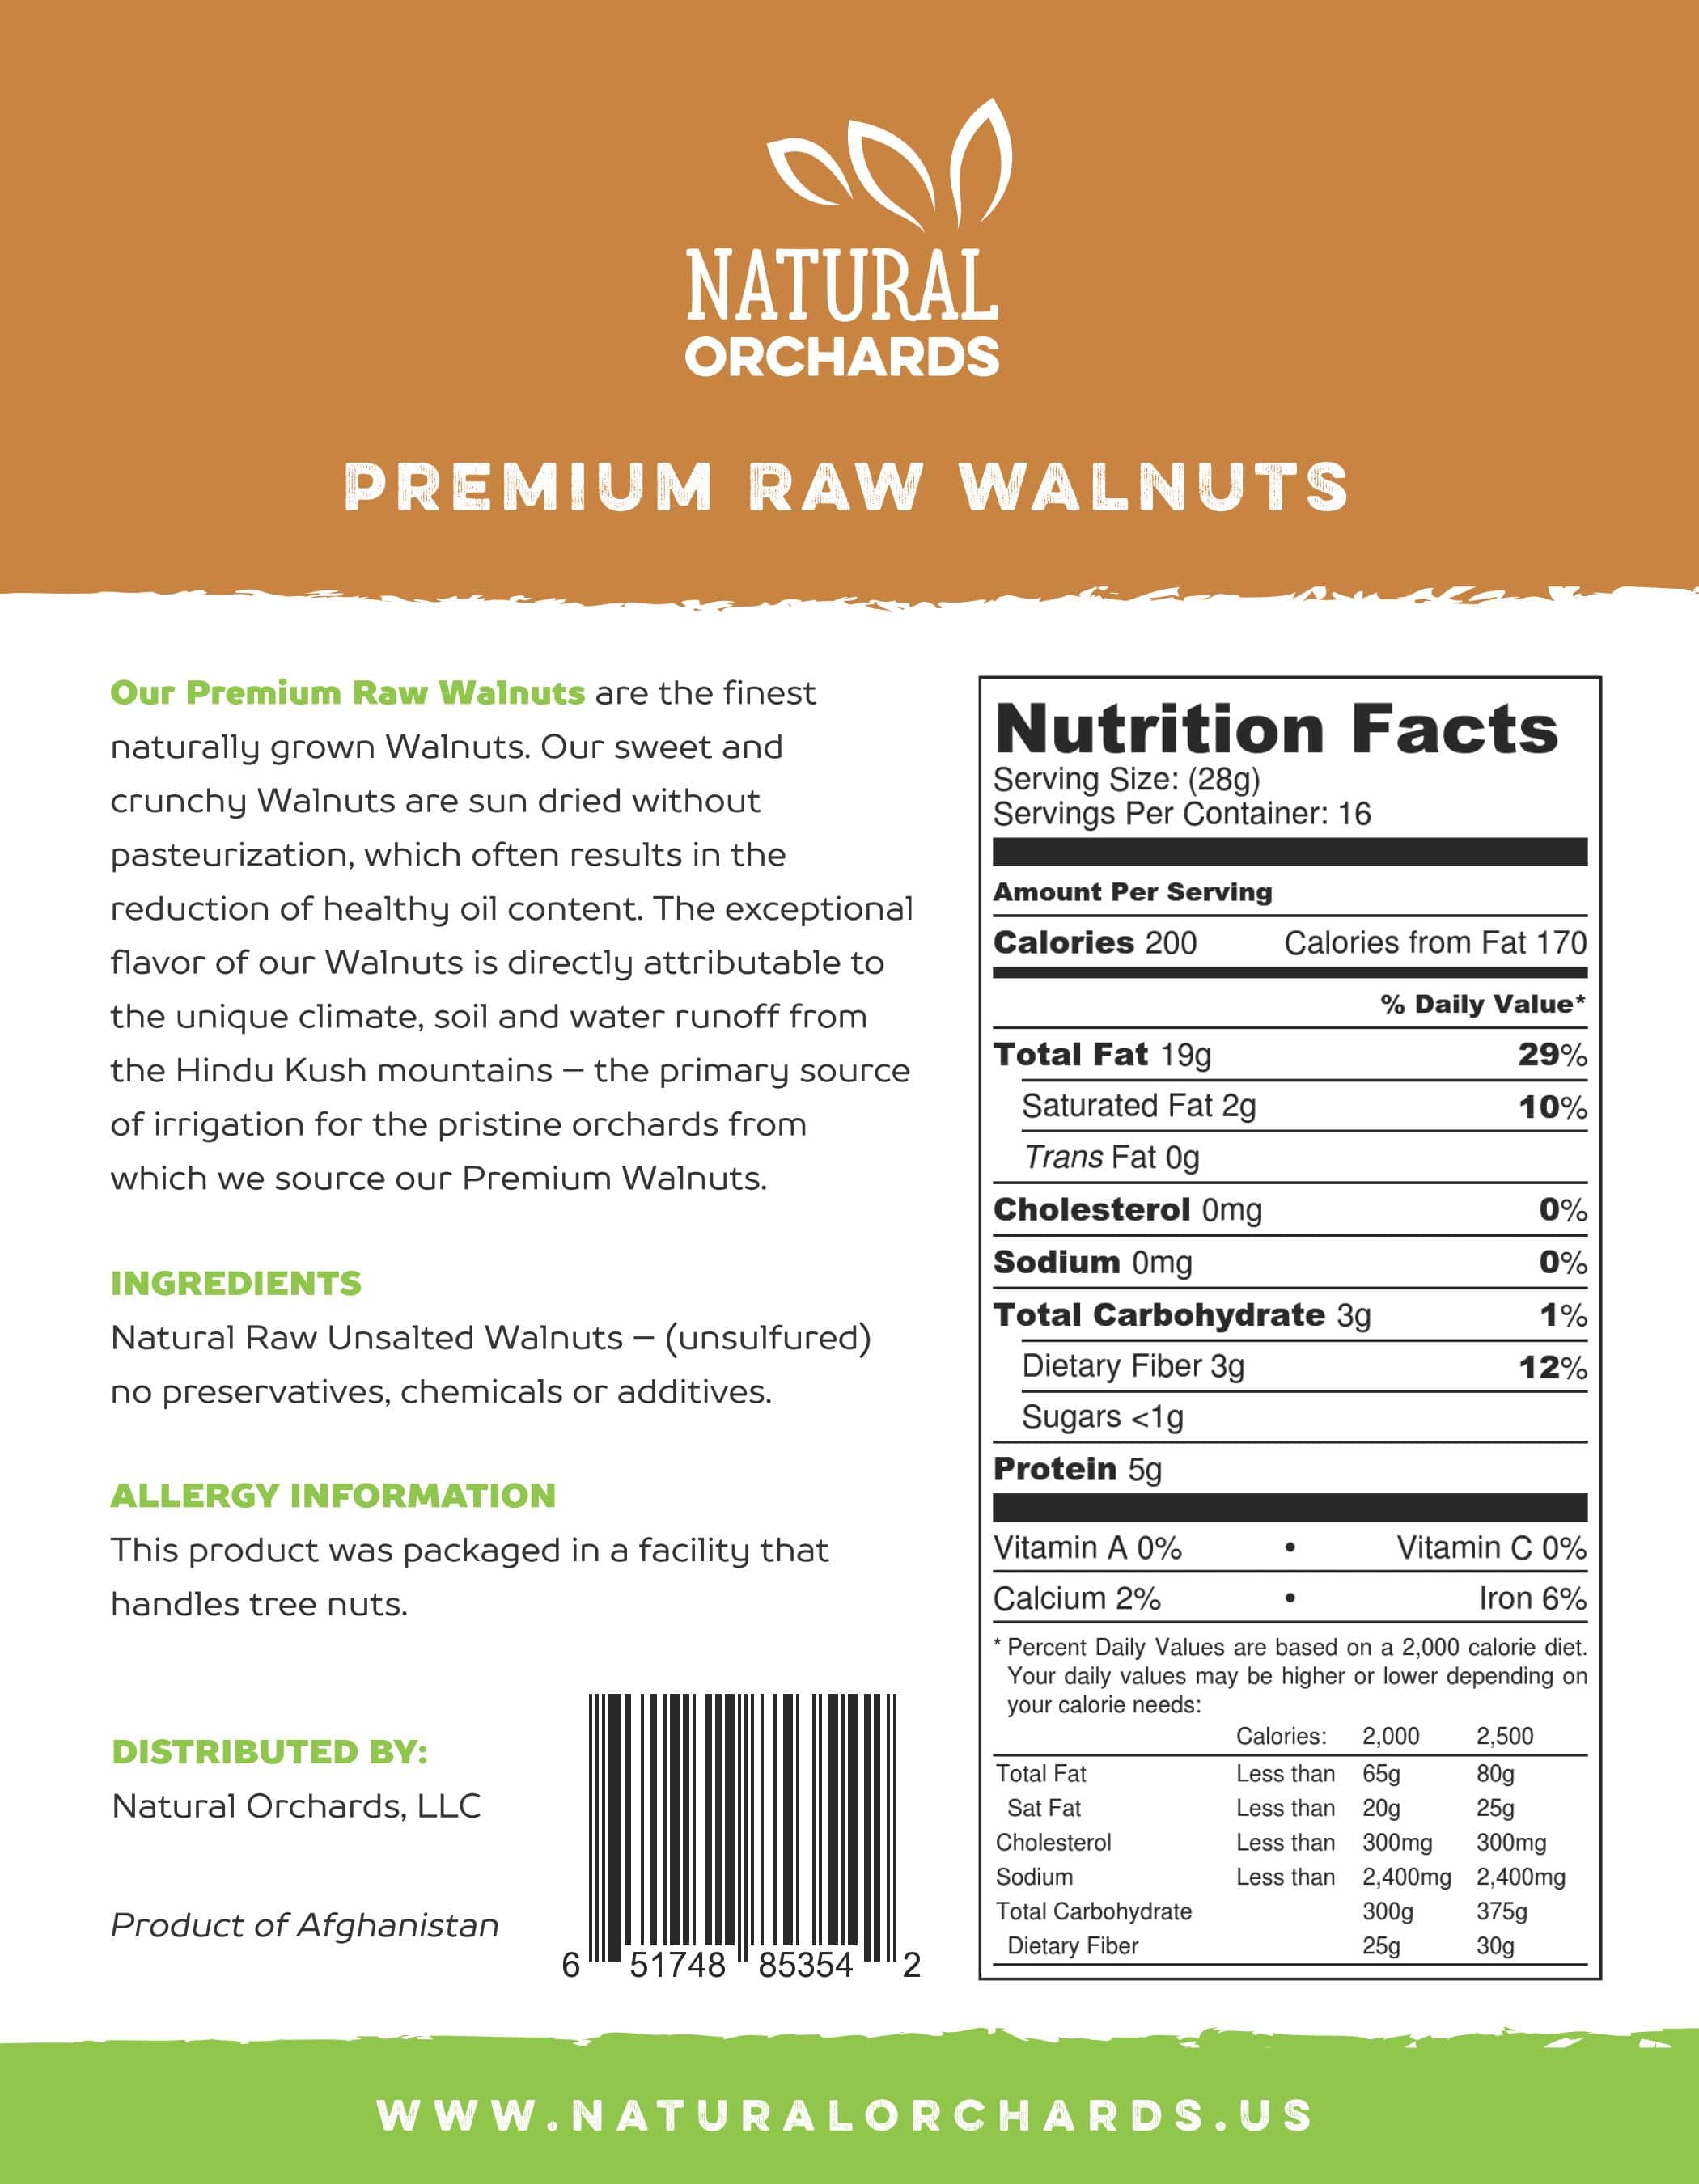 NATURAL
ORCHARDS
PREMIUM RAW WALNUTS
Our Premium Raw Walnuts are the finest
naturally grown Walnuts. Our sweet and
crunchy Walnuts are sun dried without
pasteurization, which often results in the
reduction of healthy oil content. The exceptional
flavor of our Walnuts is directly attributable to
the unique climate, soil and water runoff from
the Hindu Kush mountains – the primary source
of irrigation for the pristine orchards from
which we source our Premium Walnuts.
INGREDIENTS
Natural Raw Unsalted Walnuts – (unsulfured)
no preservatives, chemicals or additives.
ALLERGY INFORMATION
This product was packaged in a facility that
handles tree nuts.
DISTRIBUTED BY:
Natural Orchards, LLC
Product of Afghanistan
6 51748 85354 2
Nutrition Facts
Serving Size: (28g)
Servings Per Container: 16
Amount Per Serving
Calories 200 Calories from Fat 170
% Daily Value*
Total Fat 19g 29%
Saturated Fat 2g 10%
Trans Fat 0g
Cholesterol 0mg 0%
Sodium 0mg 0%
Total Carbohydrate 3g 1%
Dietary Fiber 3g 12%
Sugars <1g
Protein 5g
Vitamin A 0% • Vitamin C 0%
Calcium 2% • Iron 6%
* Percent Daily Values are based on a 2,000 calorie diet.
Your daily values may be higher or lower depending on
your calorie needs:
Calories: 2,000 2,500
Total Fat Less than 65g 80g
Sat Fat Less than 20g 25g
Cholesterol Less than 300mg 300mg
Sodium Less than 2,400mg 2,400mg
Total Carbohydrate 300g 375g
Dietary Fiber 25g 30g
WWW.NATURALORCHARDS.US